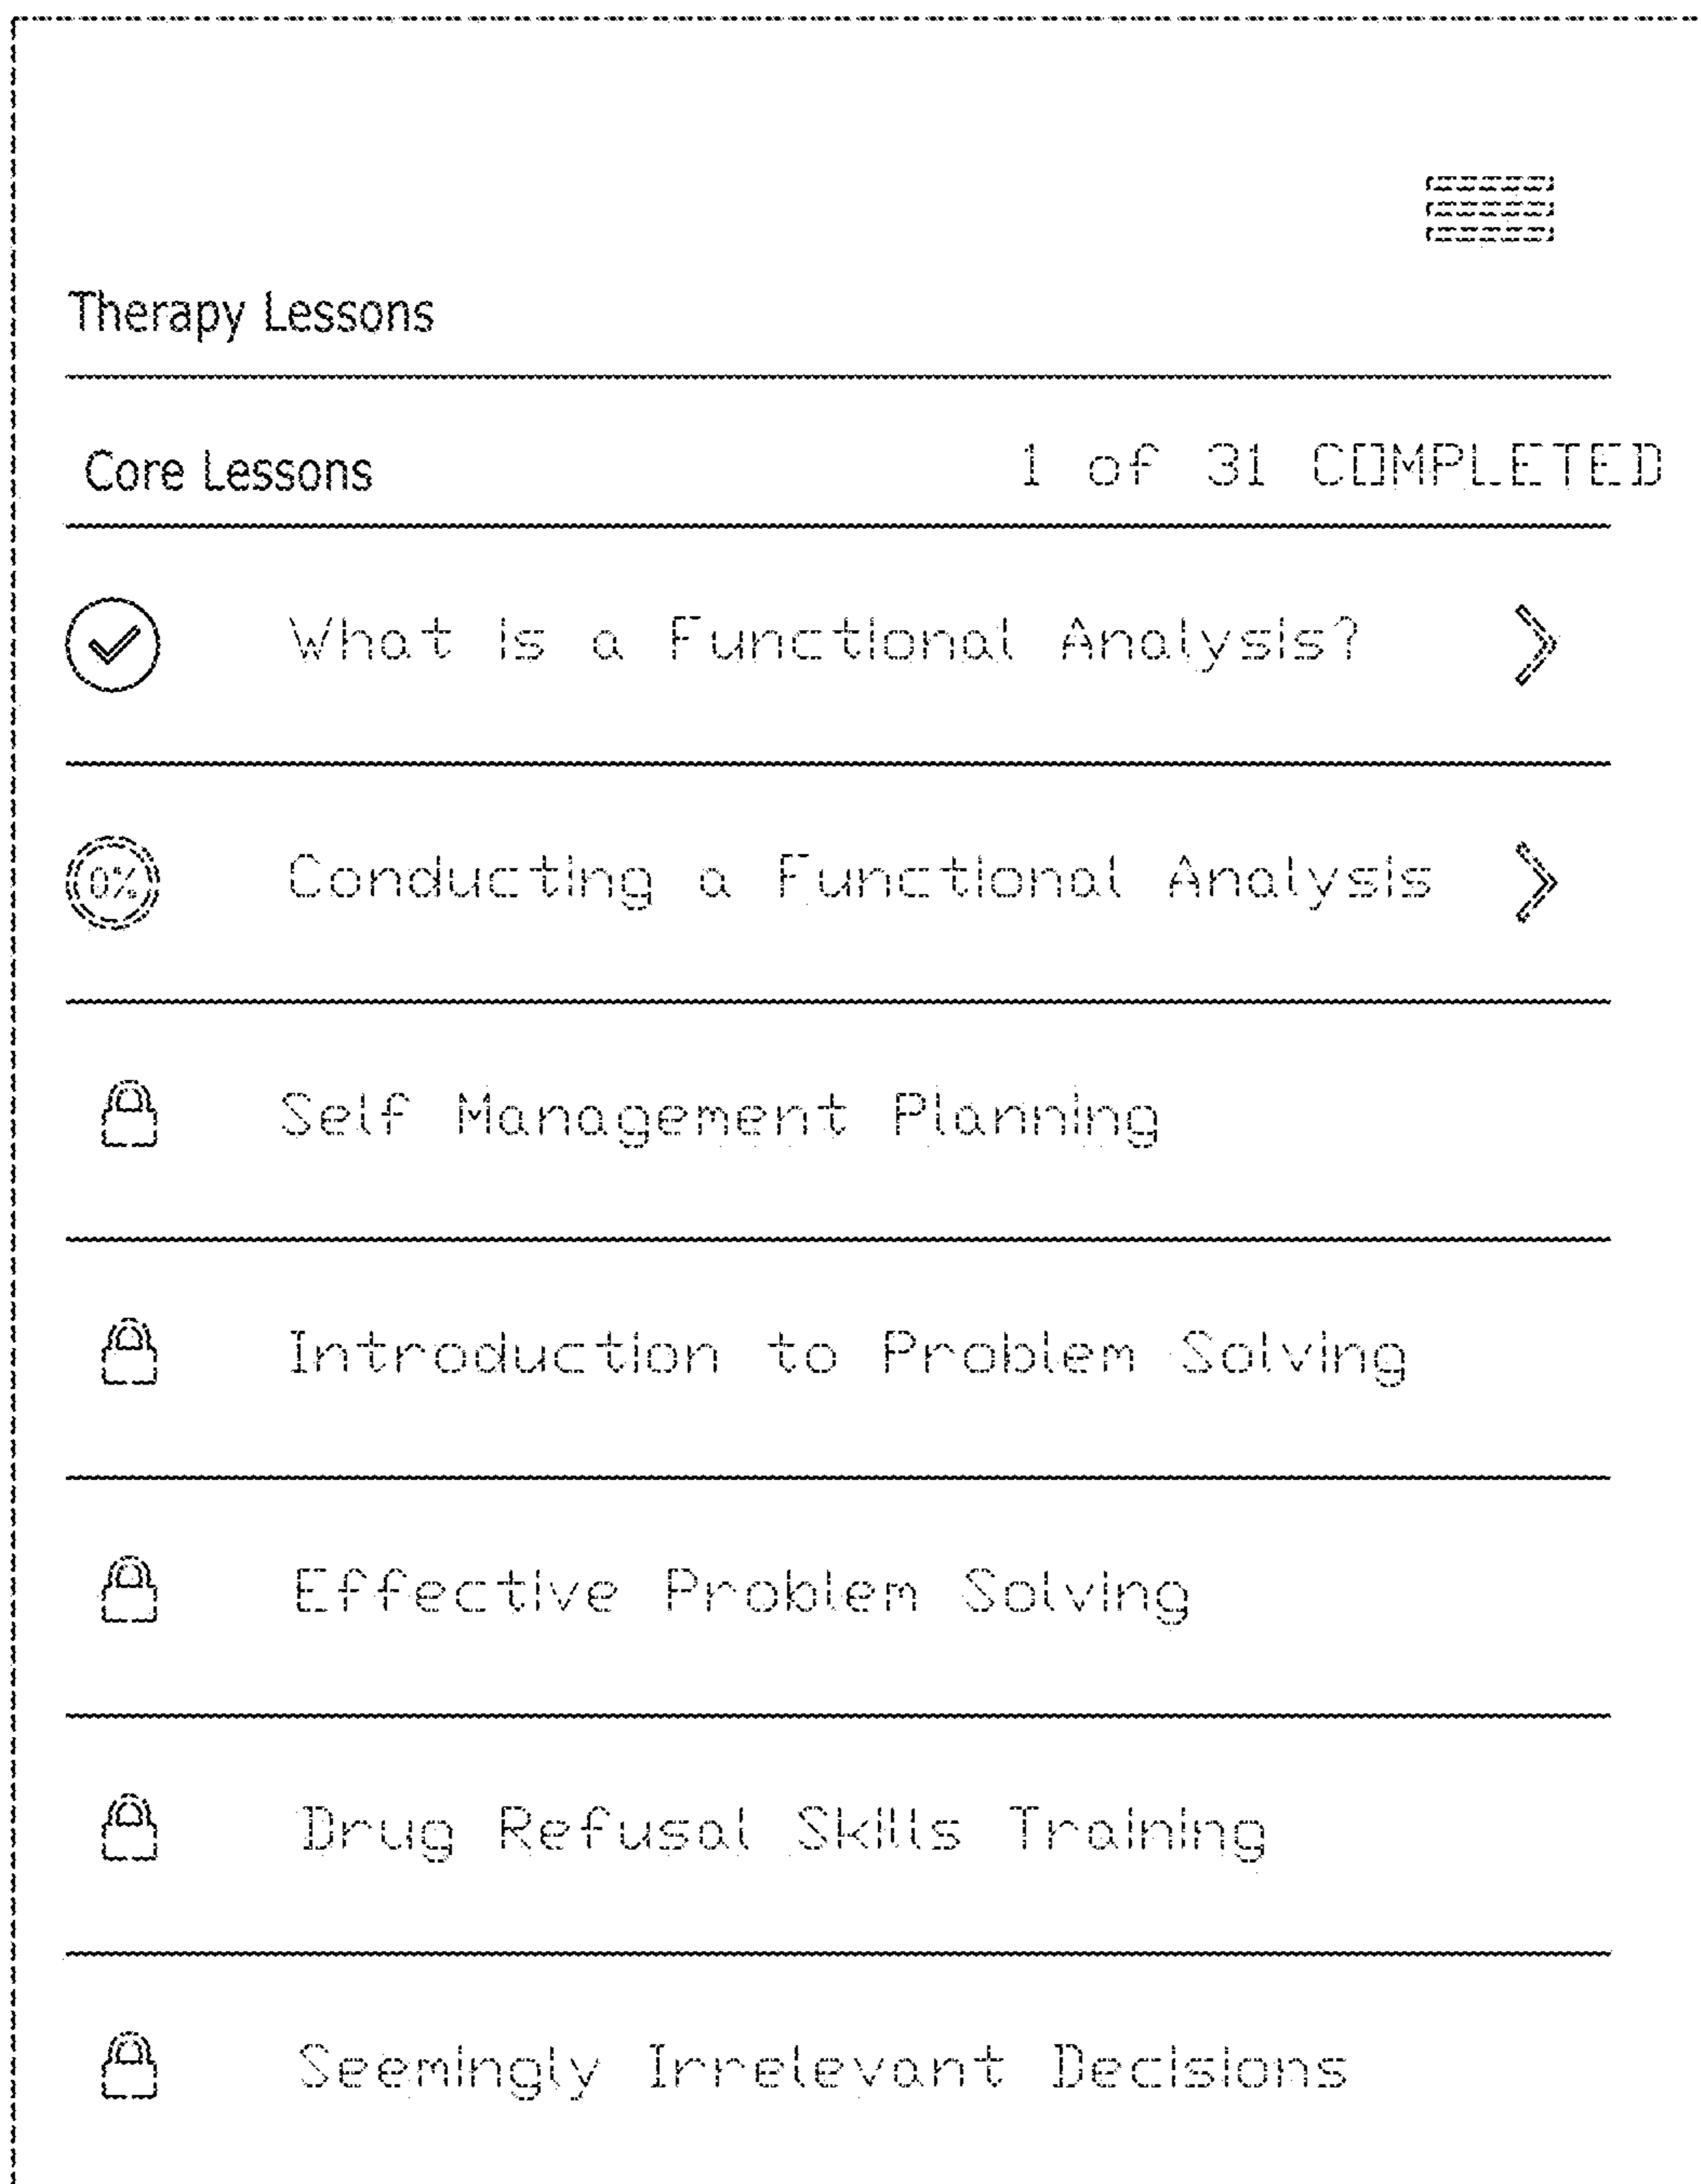 Therapy Lessons
Core Lessons 1 of 31 COMPLETED
What is a Functional Analysis?
0% Conducting a Functional Analysis
Self Management Planning
Introduction to Problem Solving
Effective Problem Solving
Drug Refusal Skills Training
Seemingly Irrelevant Decisions